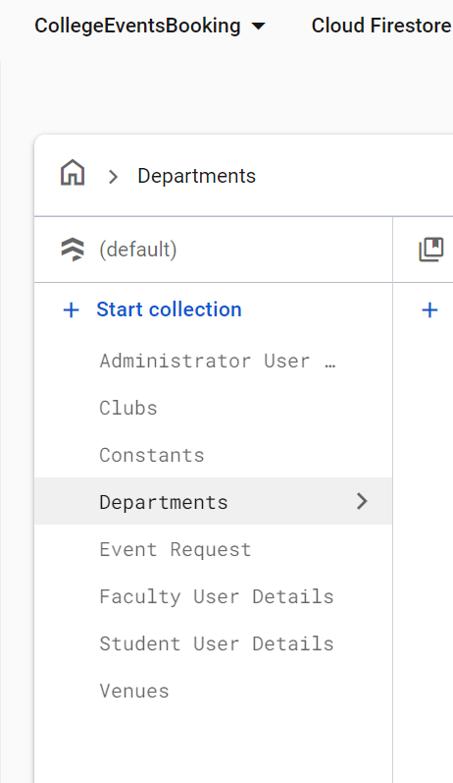 CollegeEventsBooking Cloud Firestore
Departments
(default)
+ Start collection +
Administrator User …
Clubs
Constants
Departments
Event Request
Faculty User Details
Student User Details
Venues